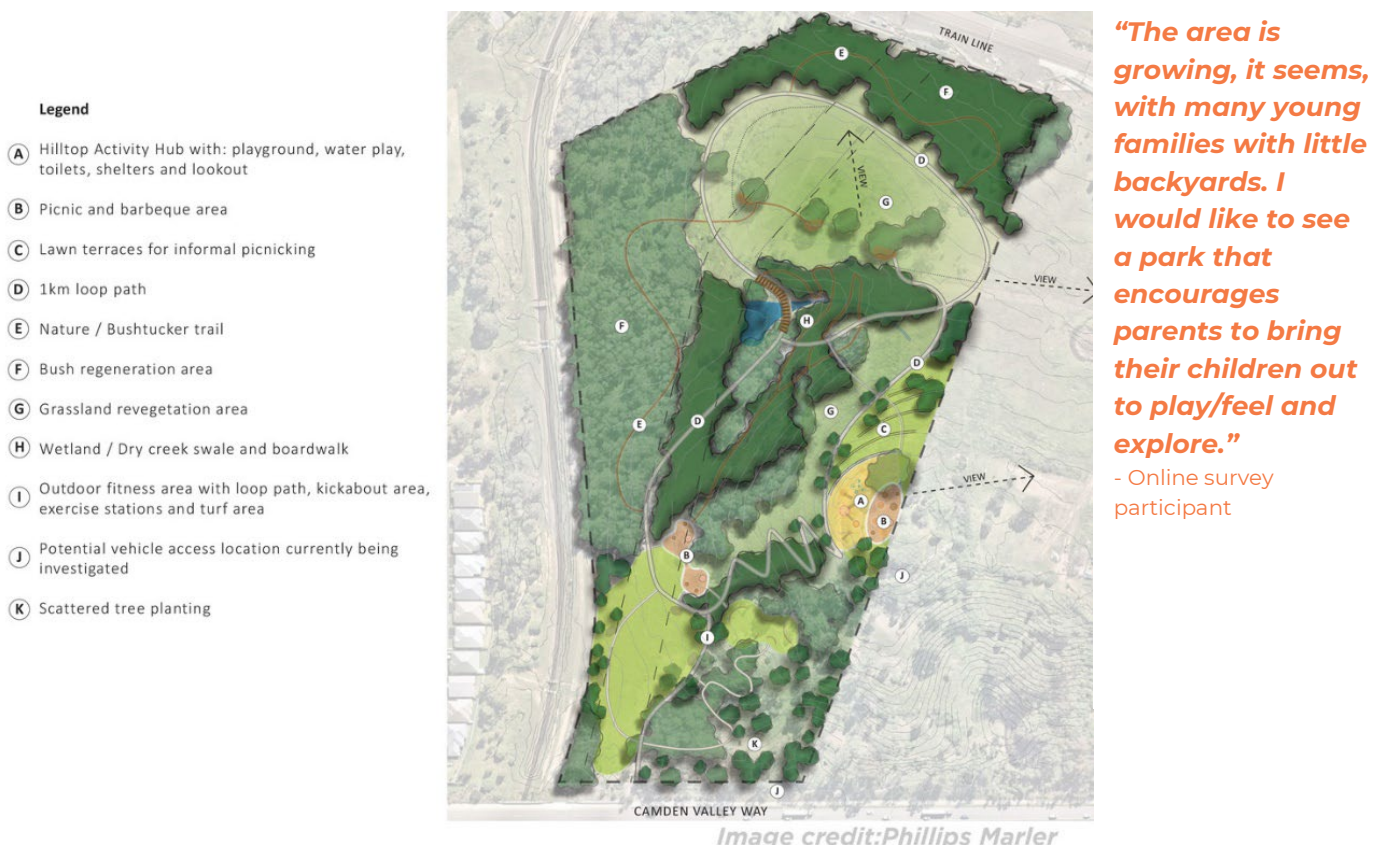 Legend
A Hilltop Activity Hub with: playground, water play,
toilets, shelters and lookout
B Picnic and barbeque area
C Lawn terraces for informal picnicking
D 1km loop path
E Nature / Bushtucker trail
F Bush regeneration area
G Grassland revegetation area
H Wetland / Dry creek swale and boardwalk
I Outdoor fitness area with loop path, kickabout area,
exercise stations and turf area
J Potential vehicle access location currently being
investigated
K Scattered tree planting
TRAIN LINE
E
F
D
VIEW
G
VIEW
H
F
D
G
E
D
C
VIEW
A
B
B
J
I
K
J
CAMDEN VALLEY WAY
Image credit:Phillips Marler
“The area is
growing, it seems,
with many young
families with little
backyards. I
would like to see
a park that
encourages
parents to bring
their children out
to play/feel and
explore.”
- Online survey
participant